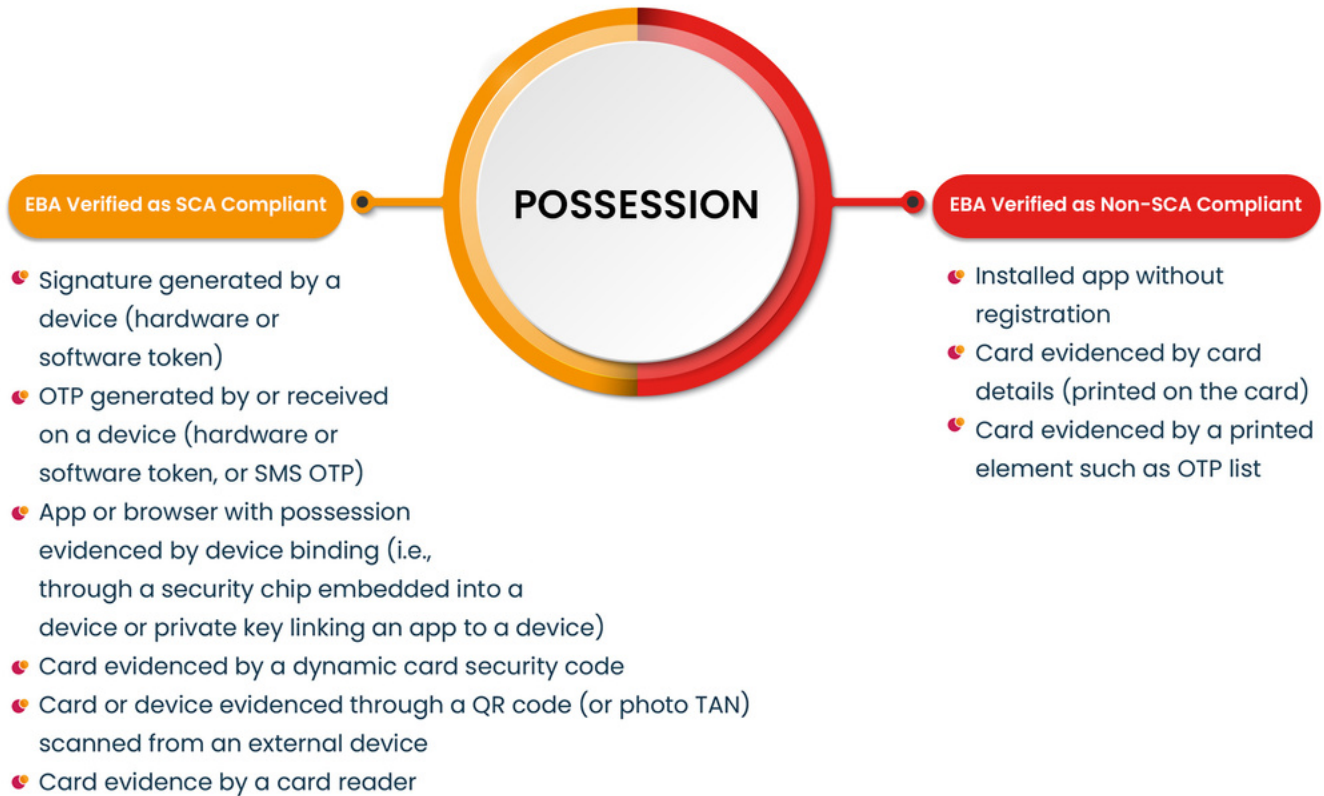 POSSESSION
EBA Verified as SCA Compliant
Signature generated by a
device (hardware or
software token)
OTP generated by or received
on a device (hardware or
software token, or SMS OTP)
App or browser with possession
evidenced by device binding (i.e.,
through a security chip embedded into a
device or private key linking an app to a device)
Card evidenced by a dynamic card security code
Card or device evidenced through a QR code (or photo TAN)
scanned from an external device
Card evidence by a card reader
EBA Verified as Non-SCA Compliant
Installed app without
registration
Card evidenced by card
details (printed on the card)
Card evidenced by a printed
element such as OTP list